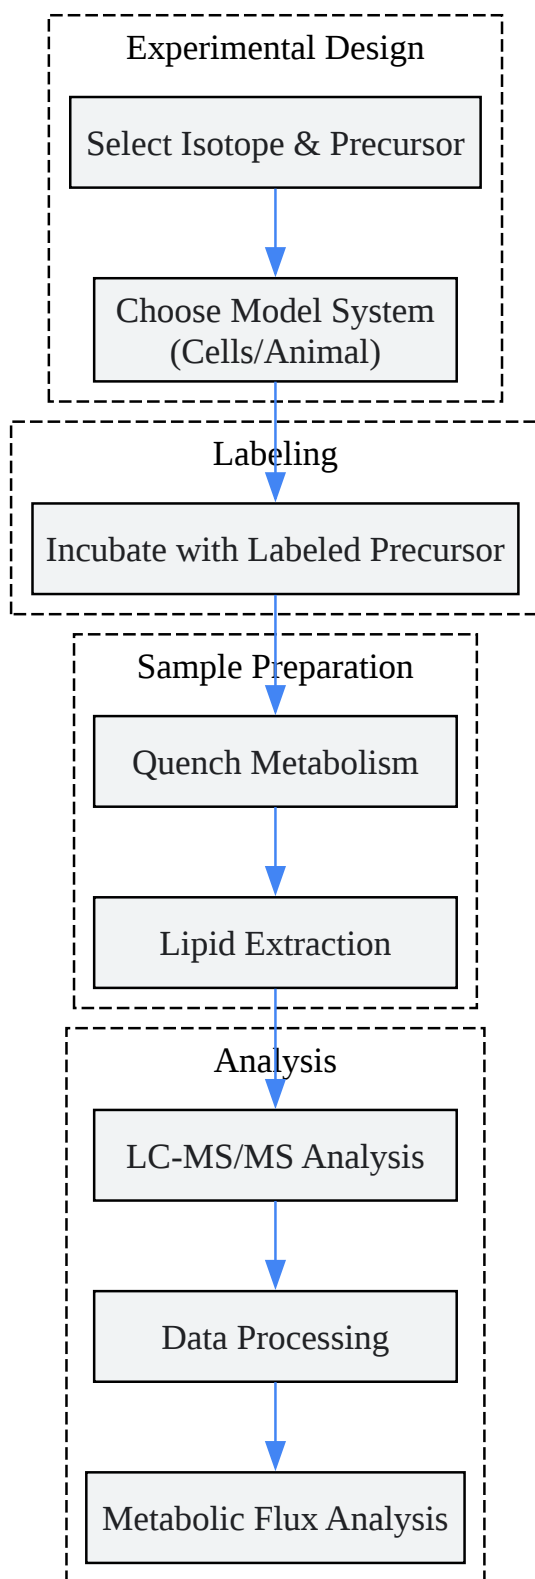 Experimental Design
Select Isotope & Precursor
Choose Model System
(Cells/Animal)
Labeling
Incubate with Labeled Precursor
Sample Preparation
Quench Metabolism
Lipid Extraction
Analysis
LC-MS/MS Analysis
Data Processing
Metabolic Flux Analysis